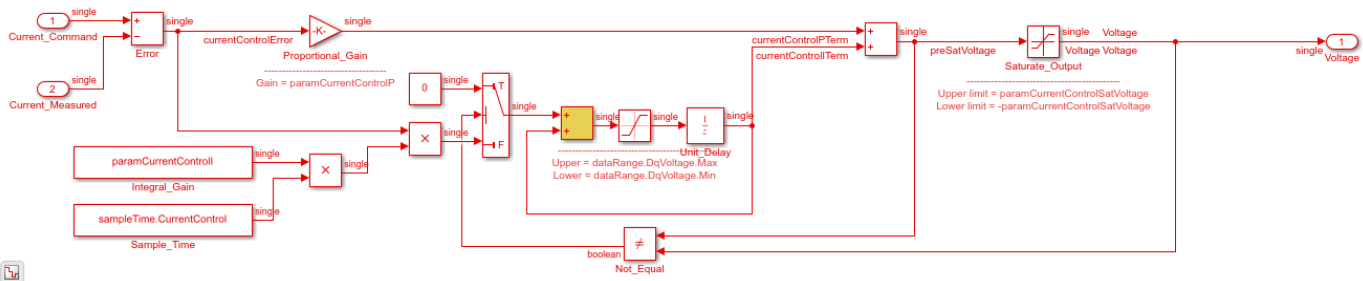 single
1
Current_Command
+
−
Error
single
currentControlError
-K-
single
Proportional_Gain
Gain = paramCurrentControlP
single
2
Current_Measured
currentControlPTerm
currentControlITerm
+
+
single
preSatVoltage
single
Saturate_Output
Voltage
Voltage Voltage
Upper limit = paramCurrentControlSatVoltage
Lower limit = -paramCurrentControlSatVoltage
single
1
Voltage
0
single
T
F
single
×
single
+
+
single
single
1
z
single
Unit_Delay
Upper = dataRange.DqVoltage.Max
Lower = dataRange.DqVoltage.Min
paramCurrentControlI
single
Integral_Gain
×
single
sampleTime.CurrentControl
single
Sample_Time
boolean
≠
Not_Equal